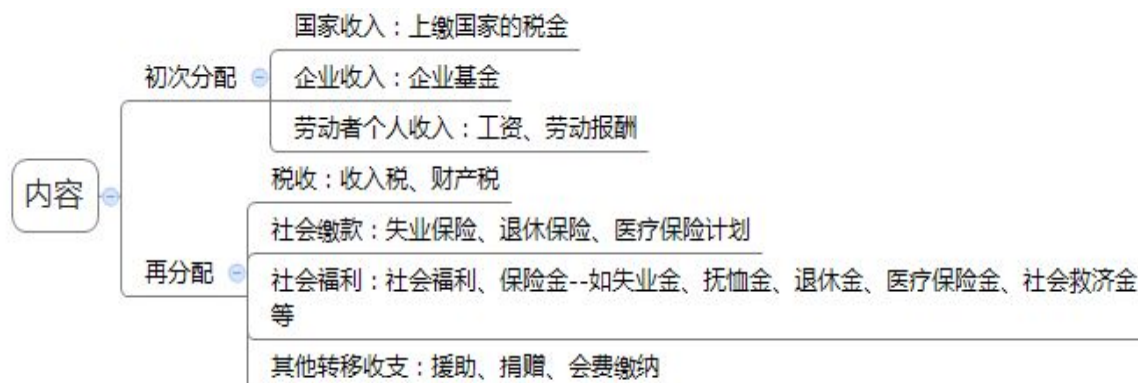 国家收入：上缴国家的税金
初次分配
企业收入：企业基金
劳动者个人收入：工资、劳动报酬
内容
税收：收入税、财产税
社会缴款：失业保险、退休保险、医疗保险计划
再分配
社会福利：社会福利、保险金--如失业金、抚恤金、退休金、医疗保险金、社会救济金
等
其他转移收支：援助、捐赠、会费缴纳